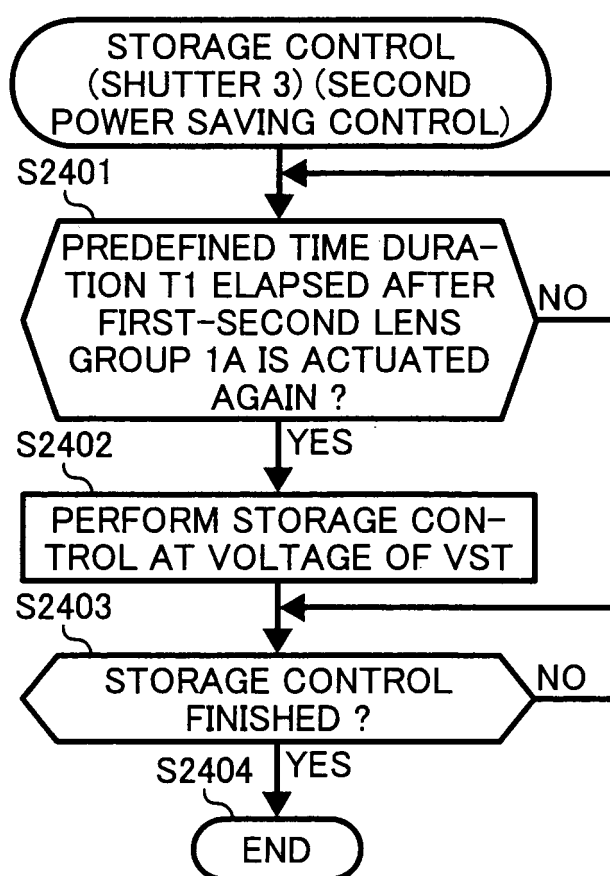 STORAGE CONTROL
(SHUTTER 3) (SECOND
POWER SAVING CONTROL)
S2401
PREDEFINED TIME DURA-
TION T1 ELAPSED AFTER
FIRST-SECOND LENS
GROUP 1A IS ACTUATED
AGAIN ?
NO
YES
S2402
PERFORM STORAGE CON-
TROL AT VOLTAGE OF VST
S2403
STORAGE CONTROL
FINISHED ?
NO
YES
S2404
END